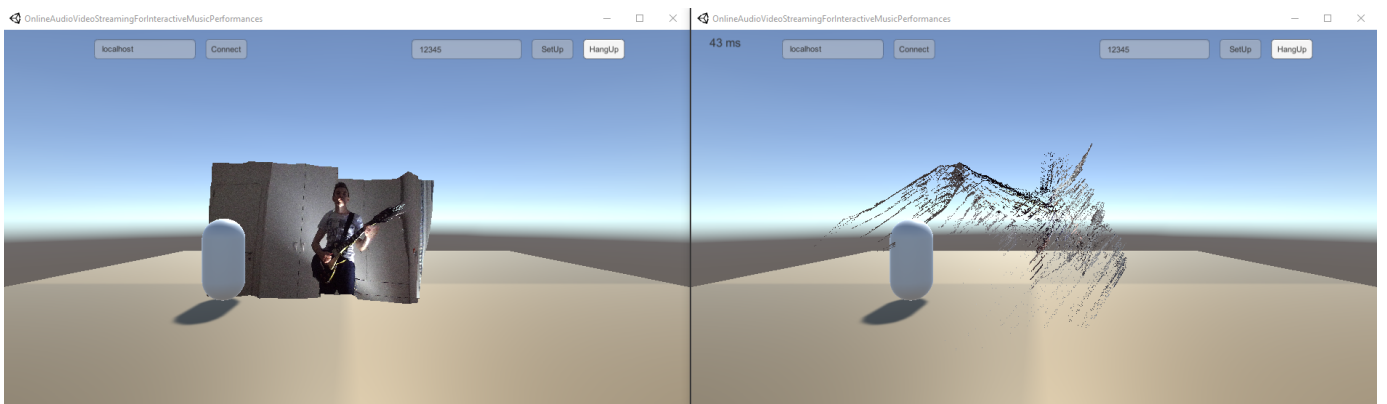 OnlineAudioVideoStreamingForInteractiveMusicPerformances
localhost Connect 12345 SetUp HangUp
OnlineAudioVideoStreamingForInteractiveMusicPerformances
43 ms localhost Connect 12345 SetUp HangUp